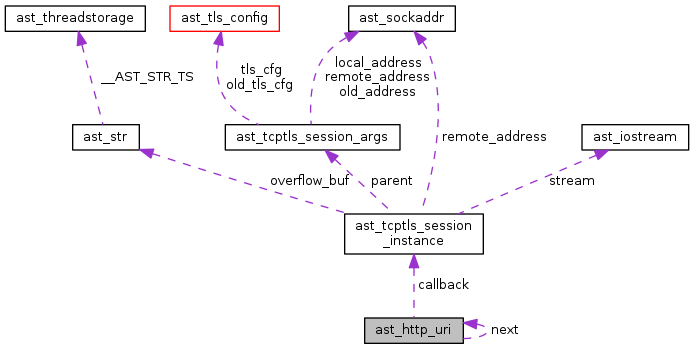 ast_threadstorage
ast_tls_config
ast_sockaddr
__AST_STR_TS
tls_cfg
old_tls_cfg
local_address
remote_address
old_address
ast_str
ast_tcptls_session_args
remote_address
ast_iostream
overflow_buf
parent
stream
ast_tcptls_session
_instance
callback
ast_http_uri
next